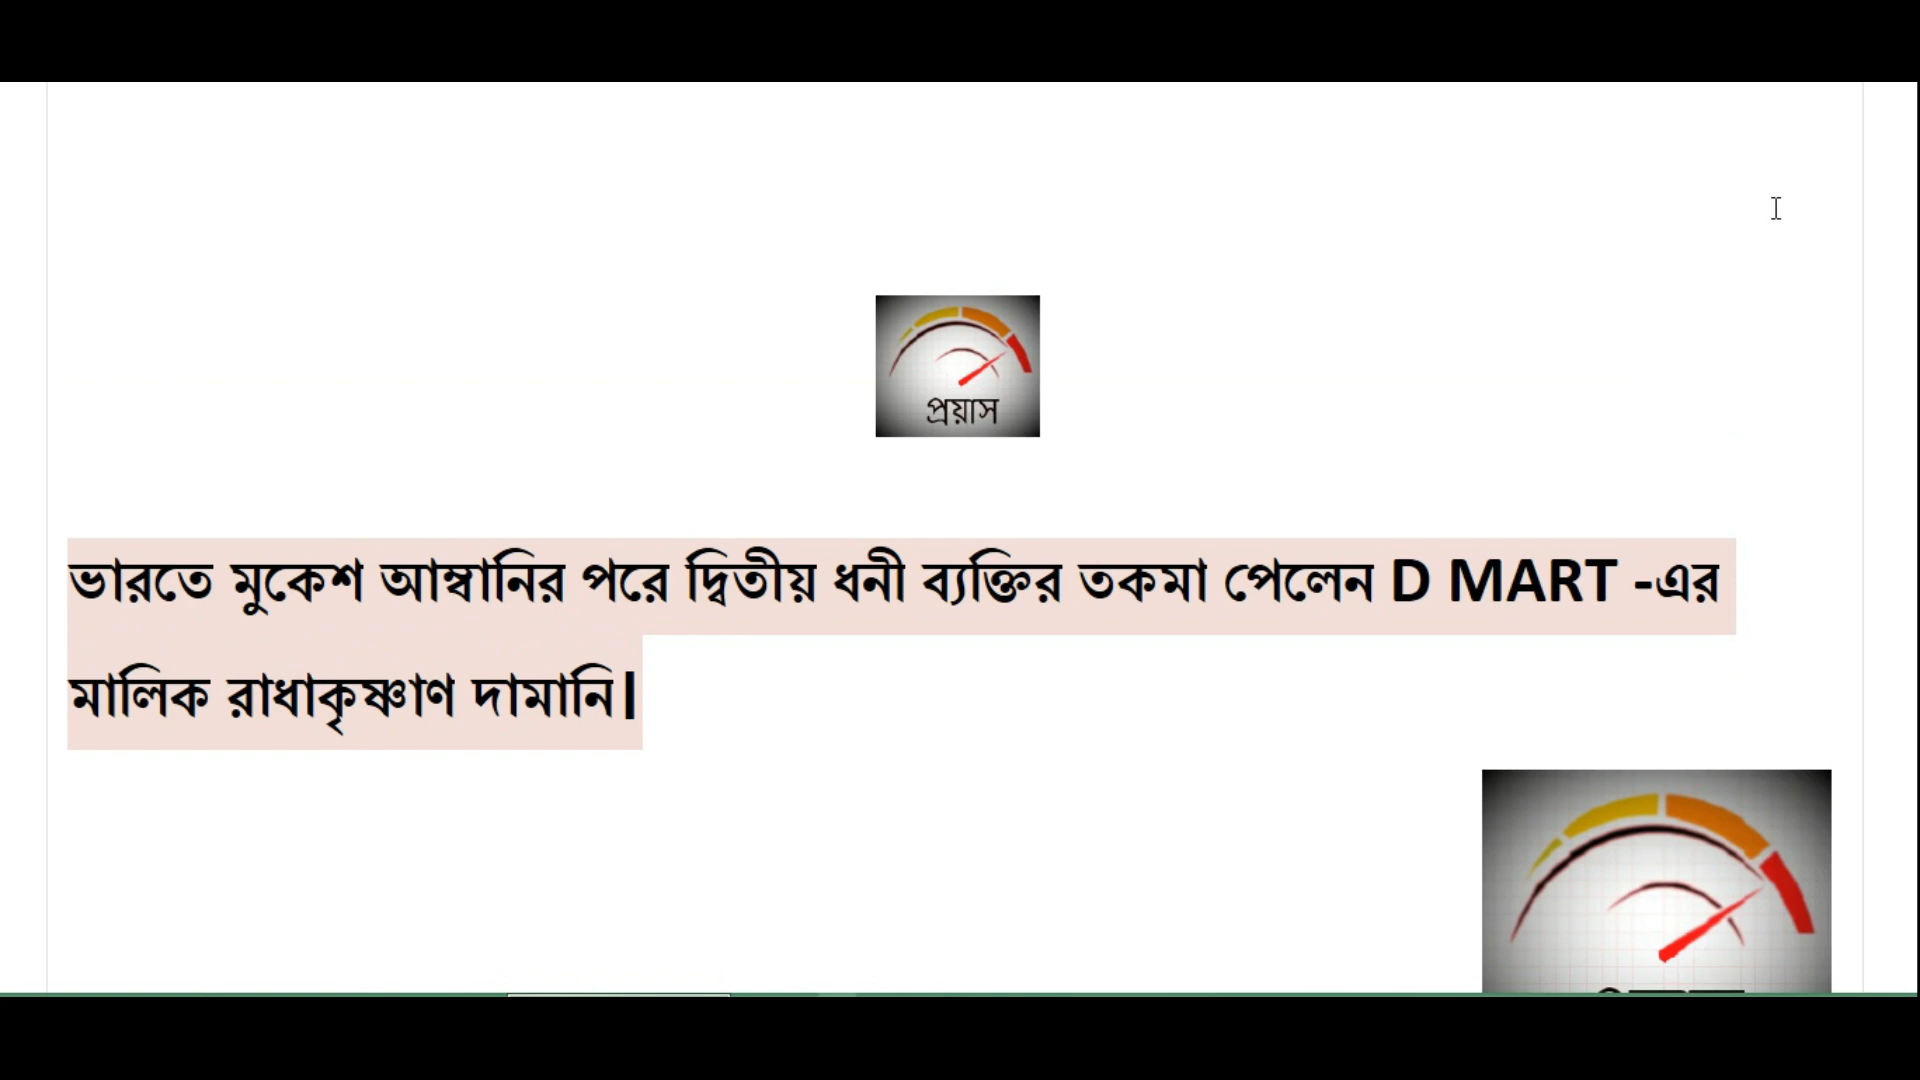 প্রয়াস
ভারতে মুকেশ আম্বানির পরে দ্বিতীয় ধনী ব্যক্তির তকমা পেলেন D MART -এর
মালিক রাধাকৃষ্ণাণ দামানি।